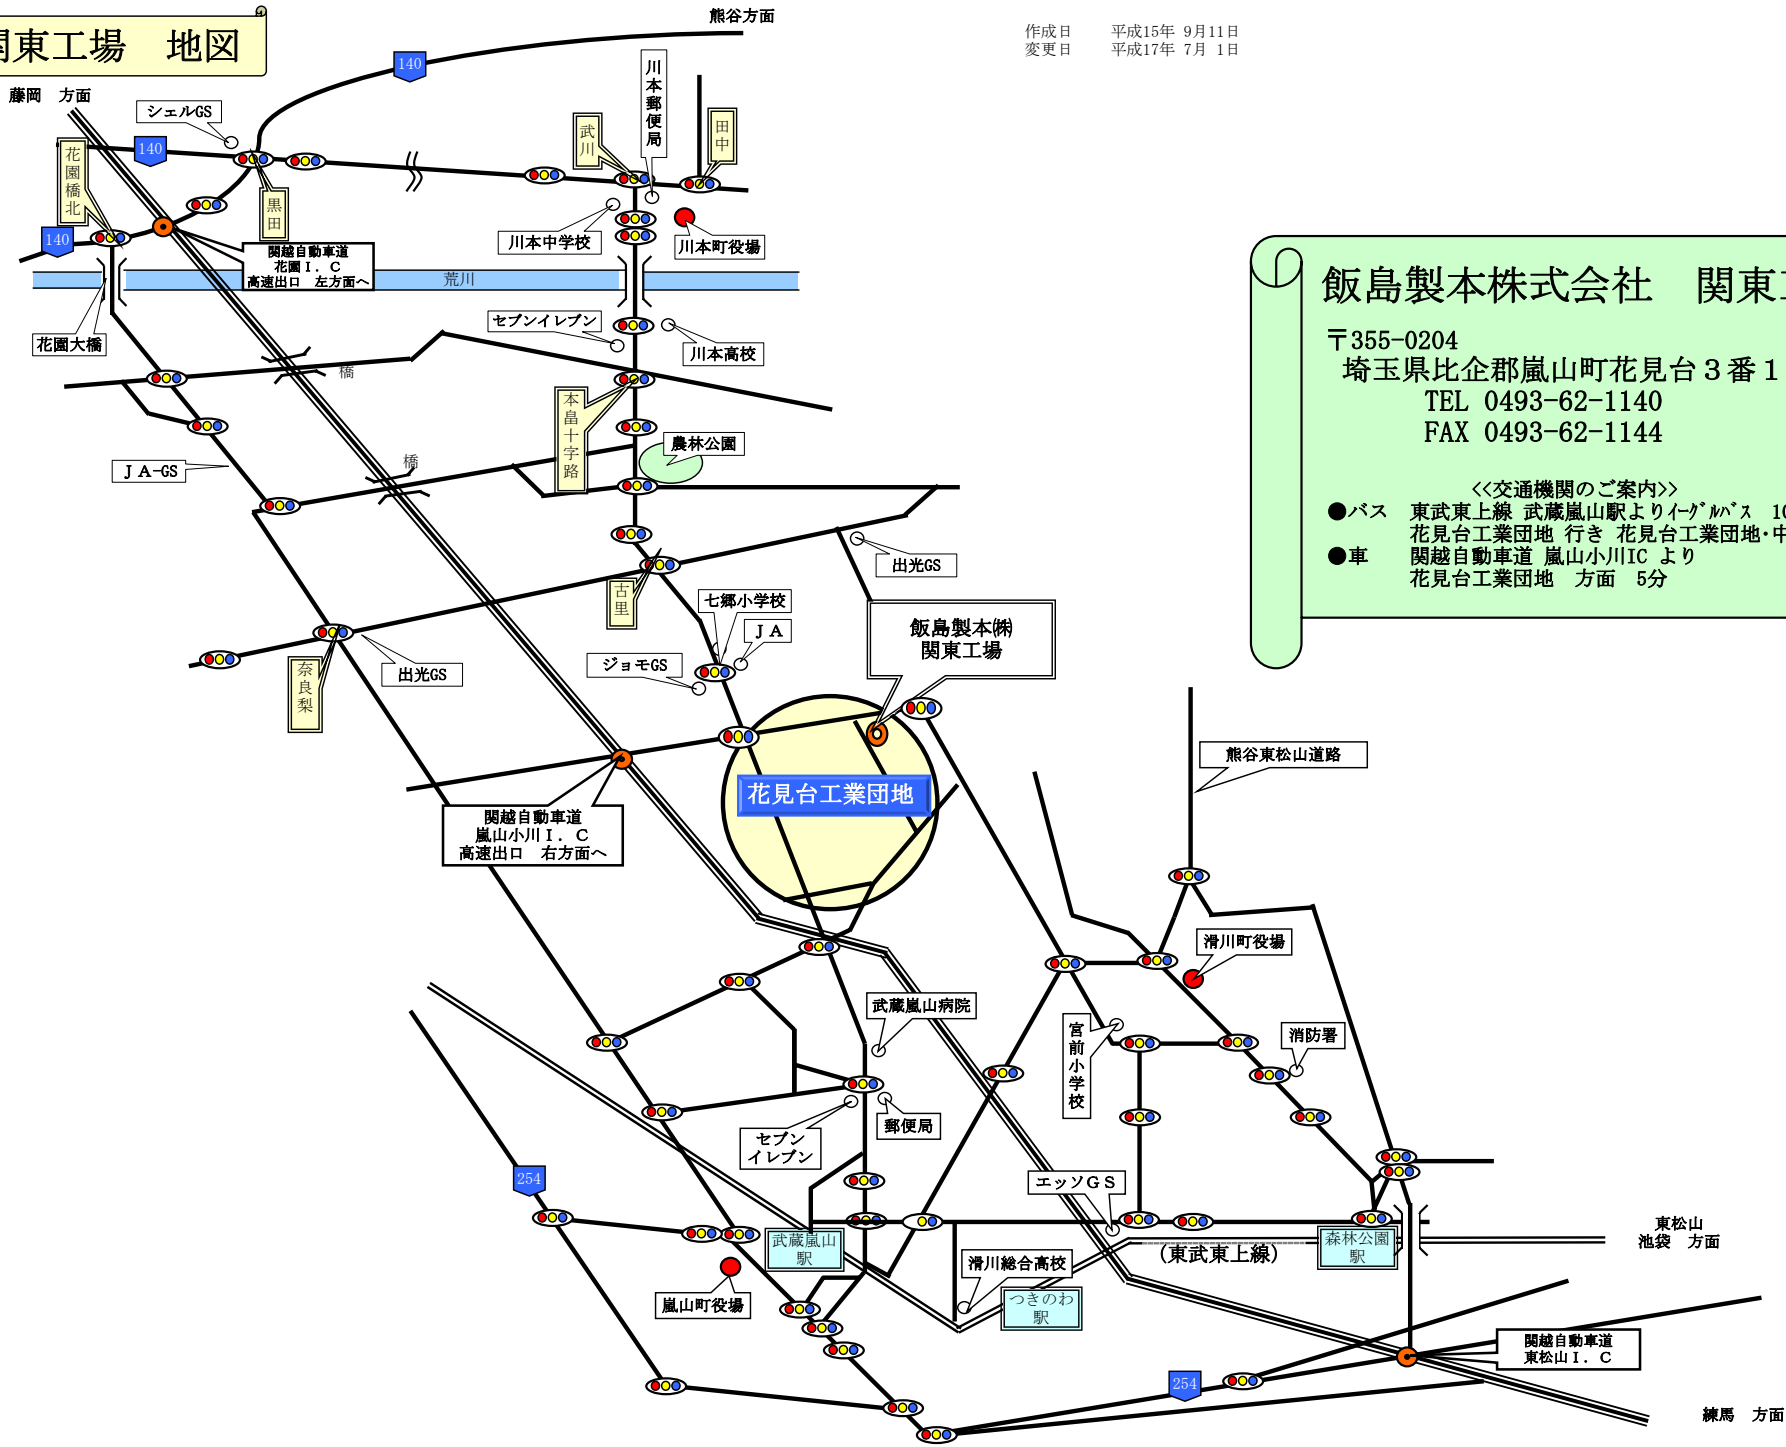 関東工場　地図
熊谷方面
作成日　平成15年 9月11日
変更日　平成17年 7月 1日
藤岡　方面
シェルGS
140
140
140
花園橋北
黒田
武川
川本郵便局
田中
川本中学校
川本町役場
関越自動車道
花園Ｉ．Ｃ
高速出口　左方面へ
荒川
花園大橋
セブンイレブン
川本高校
橋
本畠十字路
農林公園
橋
ＪＡ-GS
出光GS
古里
七郷小学校
ＪＡ
ジョモGS
奈良梨
出光GS
飯島製本㈱
関東工場
飯島製本株式会社　関東工
〒355-0204
埼玉県比企郡嵐山町花見台３番１
TEL 0493-62-1140
FAX 0493-62-1144
<<交通機関のご案内>>
●バス　東武東上線 武蔵嵐山駅よりｲｰｸﾞﾙﾊﾞｽ 10
花見台工業団地 行き 花見台工業団地･中
●車　関越自動車道 嵐山小川IC より
花見台工業団地　方面　5分
花見台工業団地
関越自動車道
嵐山小川Ｉ．Ｃ
高速出口　右方面へ
熊谷東松山道路
滑川町役場
武蔵嵐山病院
宮前小学校
消防署
セブン
イレブン
郵便局
エッソＧＳ
254
武蔵嵐山
駅
嵐山町役場
滑川総合高校
つきのわ
駅
(東武東上線)
森林公園
駅
東松山
池袋　方面
関越自動車道
東松山Ｉ．Ｃ
254
練馬　方面